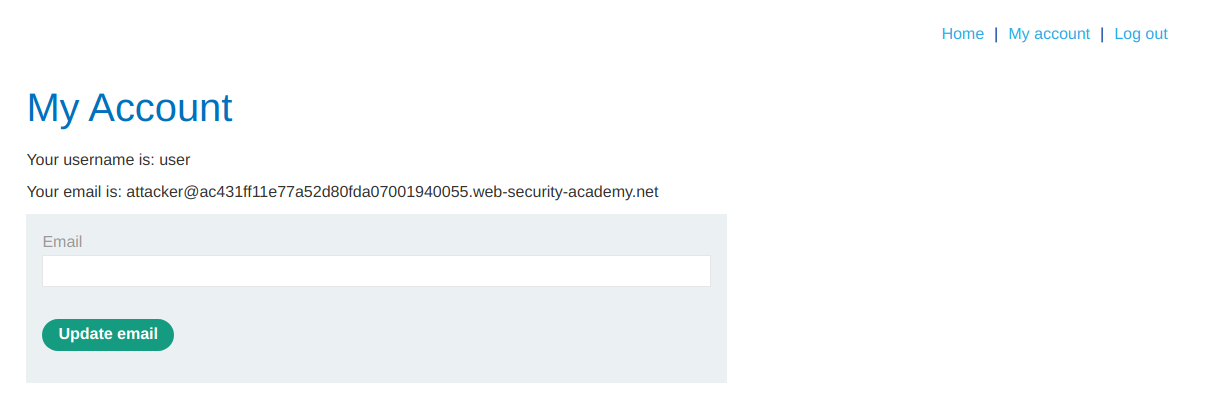 Home | My account | Log out
My Account
Your username is: user
Your email is: attacker@ac431ff11e77a52d80fda07001940055.web-security-academy.net
Email
Update email